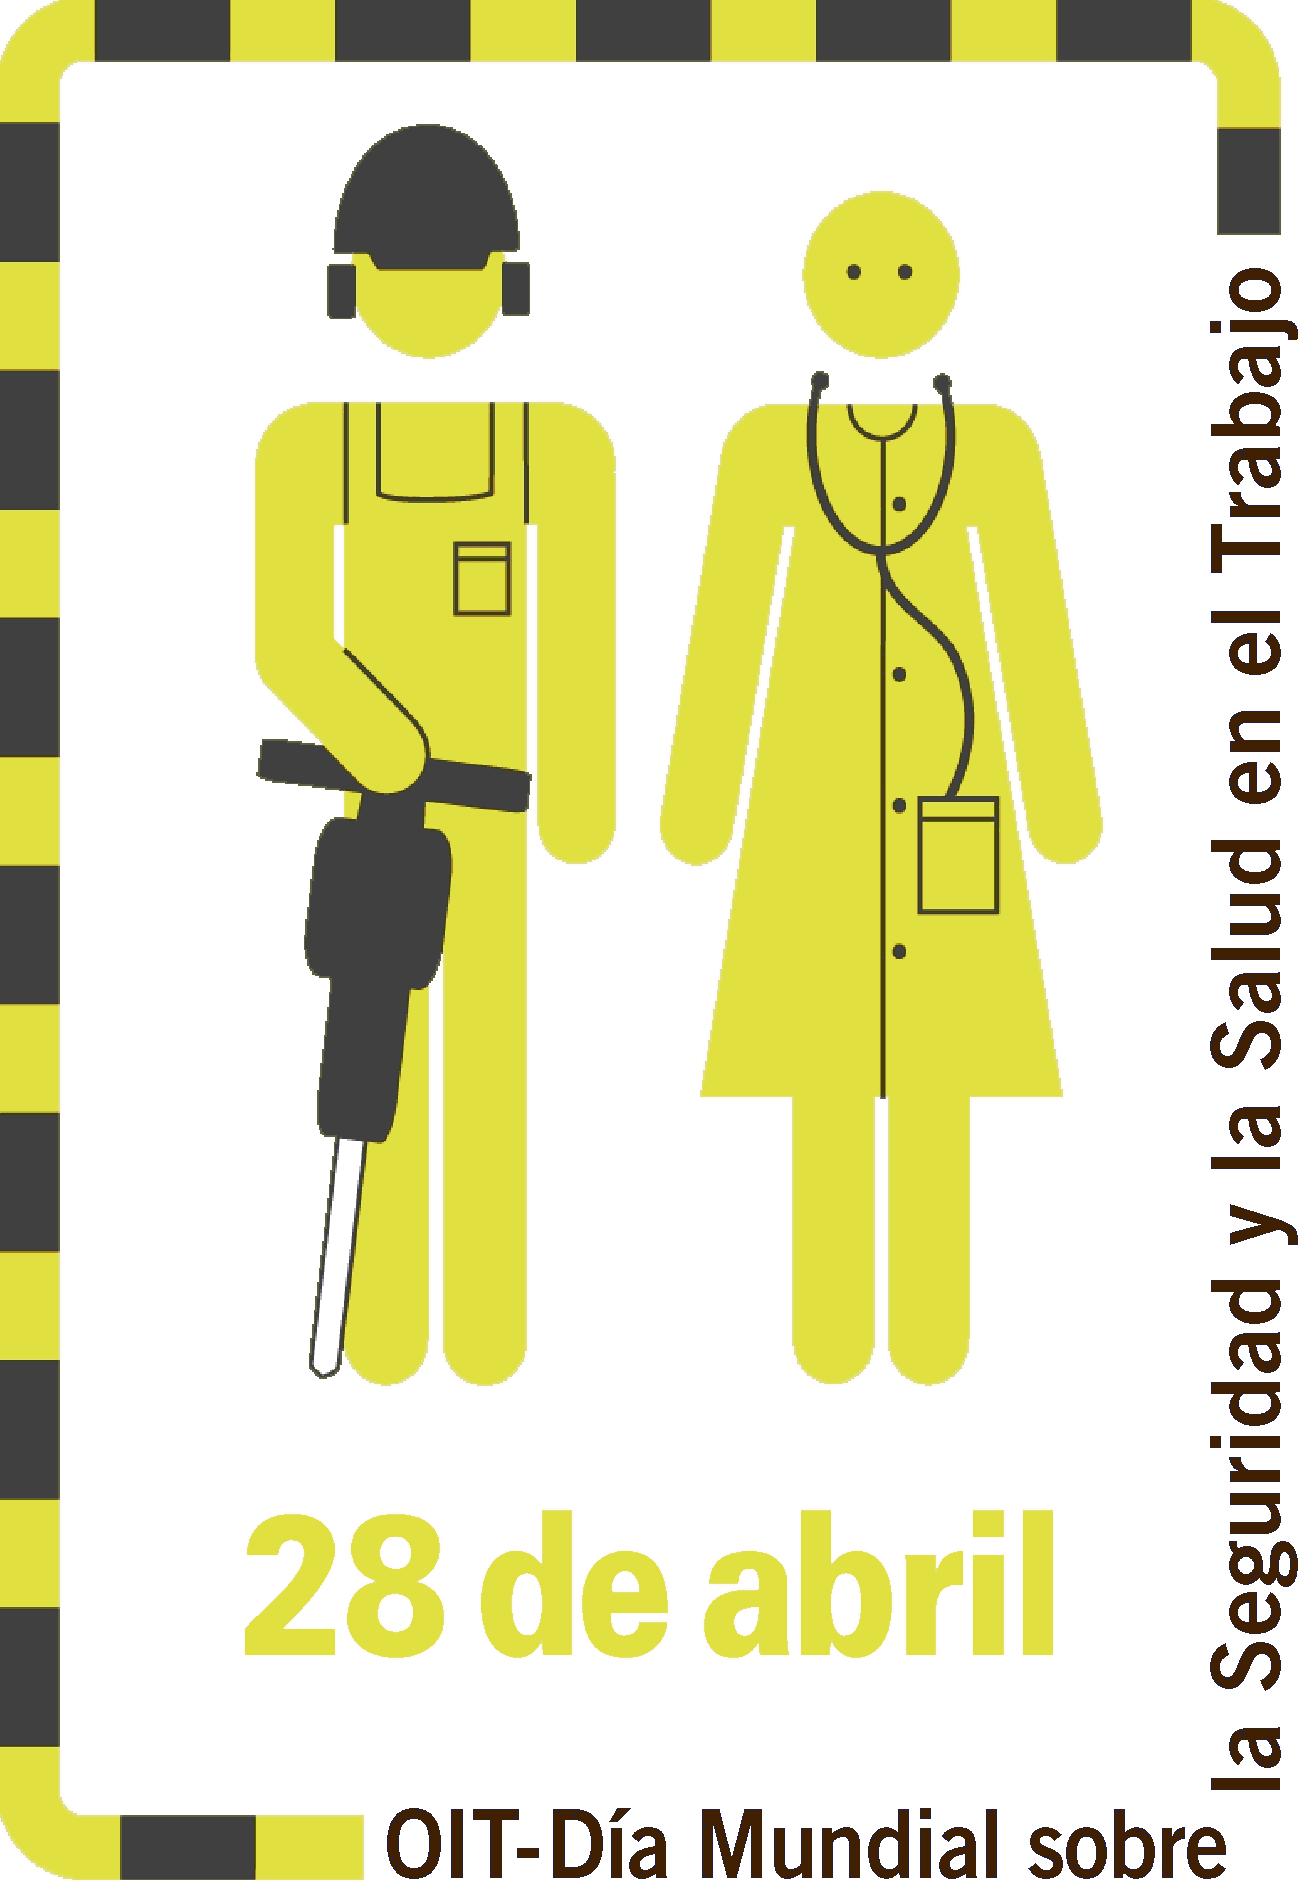 28 de abril
OIT-Día Mundial sobre
la Seguridad y la Salud en el Trabajo